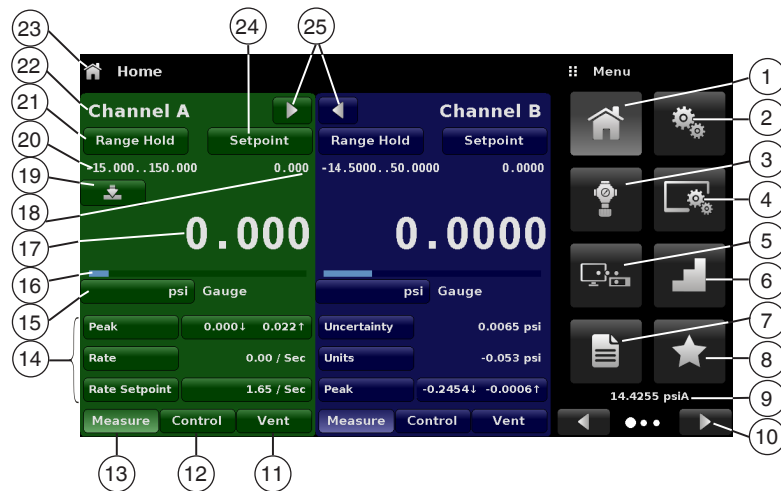 23
24
25
Home
Menu
22
1
Channel A
Channel B
21
2
Range Hold
Setpoint
Range Hold
Setpoint
20
3
-15.000..150.000
0.000
-14.5000..50.0000
0.0000
19
4
18
17
0.000
0.0000
5
16
6
15
psi Gauge
psi Gauge
7
14
Peak
0.000↓ 0.022↑
Uncertainty
0.0065 psi
8
Rate
0.00 / Sec
Units
-0.053 psi
Rate Setpoint
1.65 / Sec
Peak
-0.2454↓ -0.0006↑
14.4255 psiA
9
Measure
Control
Vent
Measure
Control
Vent
10
13
12
11